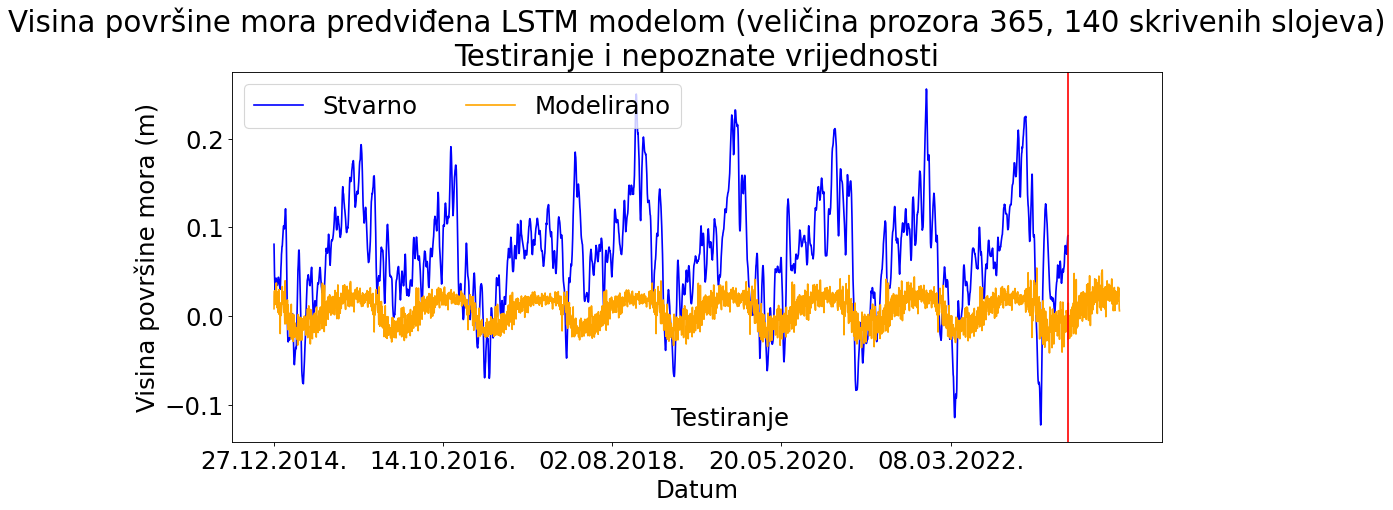 Visina površine mora predviđena LSTM modelom (veličina prozora 365, 140 skrivenih slojeva)
Testiranje i nepoznate vrijednosti
Stvarno
Modelirano
Visina površine mora (m)
0.2
0.1
0.0
−0.1
Testiranje
27.12.2014.
14.10.2016.
02.08.2018.
20.05.2020.
08.03.2022.
Datum